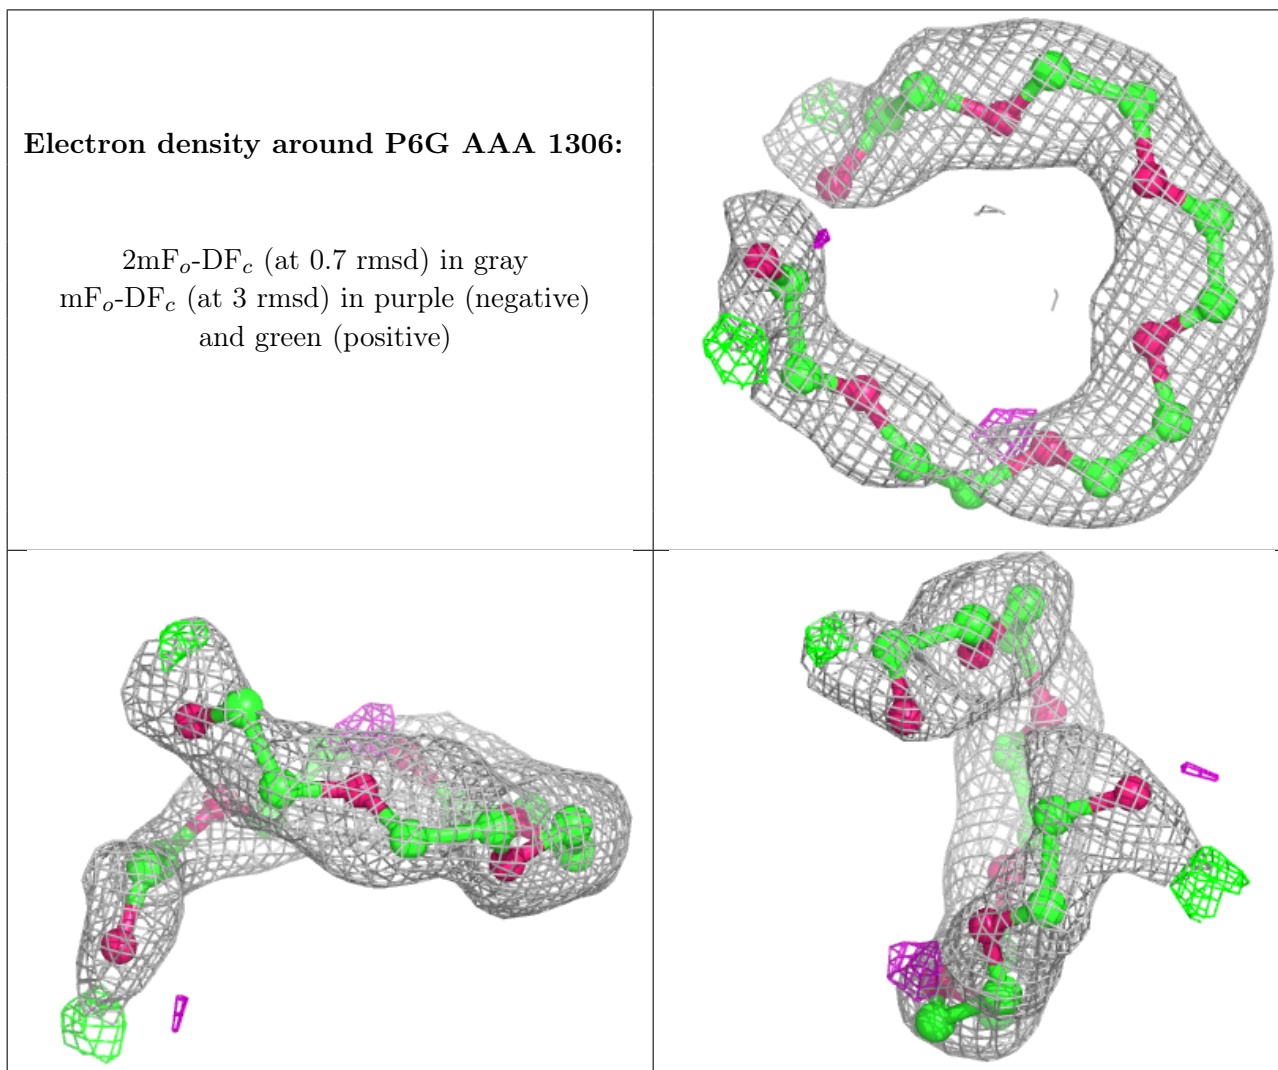 Electron density around P6G AAA 1306:
2mFo-DFc (at 0.7 rmsd) in gray
mFo-DFc (at 3 rmsd) in purple (negative)
and green (positive)